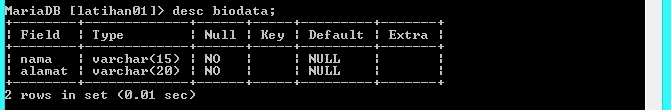 MariaDB [latihan01]> desc biodata;
+--------+-------------+------+-----+---------+-------+
| Field  | Type        | Null | Key | Default | Extra |
+--------+-------------+------+-----+---------+-------+
| nama   | varchar(15) | NO   |     | NULL    |       |
| alamat | varchar(20) | NO   |     | NULL    |       |
+--------+-------------+------+-----+---------+-------+
2 rows in set (0.01 sec)